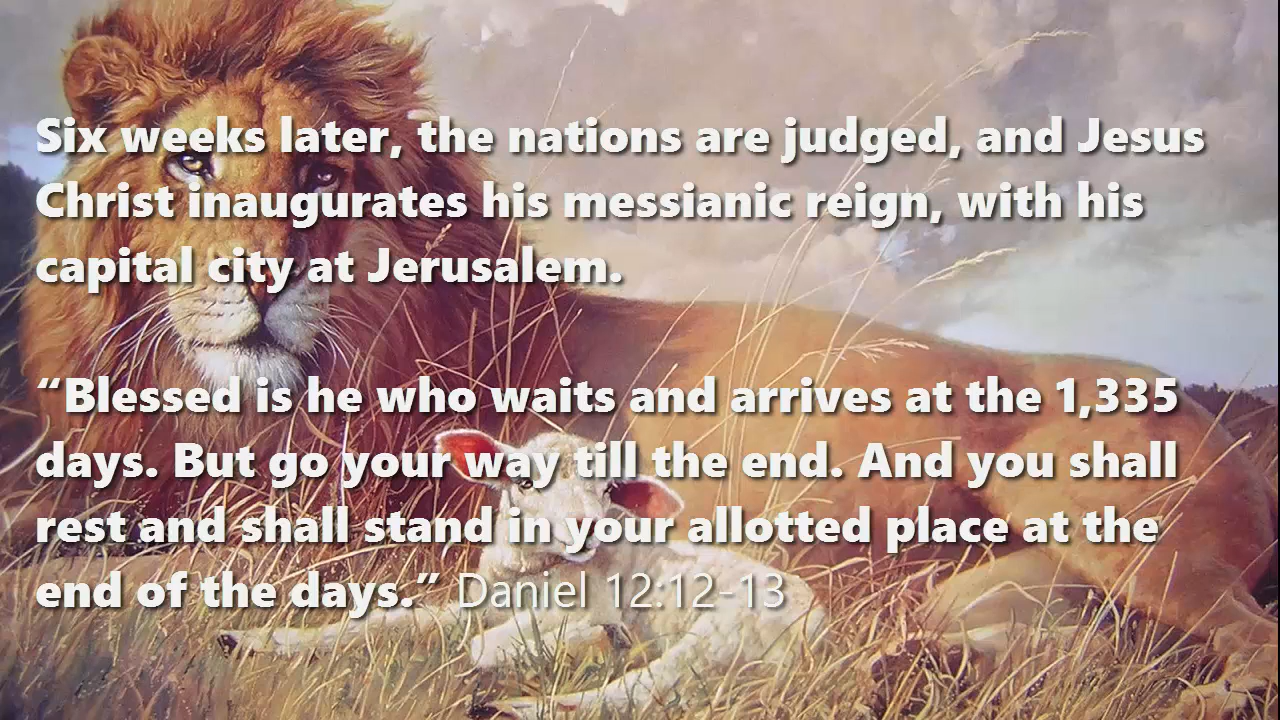 Six weeks later, the nations are judged, and Jesus
Christ inaugurates his messianic reign, with his
capital city at Jerusalem.
“Blessed is he who waits and arrives at the 1,335
days. But go your way till the end. And you shall
rest and shall stand in your allotted place at the
end of the days.” Daniel 12:12-13